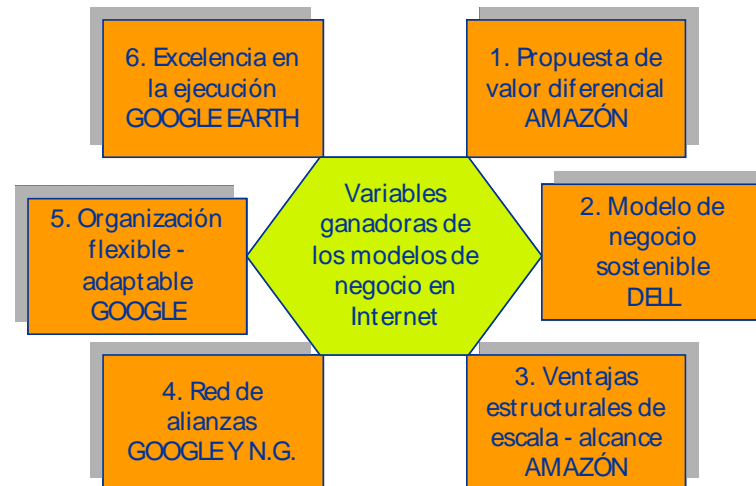 6. Excelencia en
la ejecución
GOOGLE EARTH
1. Propuesta de
valor diferencial
AMAZÓN
Variables
ganadoras de
los modelos de
negocio en
Internet
5. Organización
flexible -
adaptable
GOOGLE
2. Modelo de
negocio
sostenible
DELL
4. Red de
alianzas
GOOGLE Y N.G.
3. Ventajas
estructurales de
escala - alcance
AMAZÓN